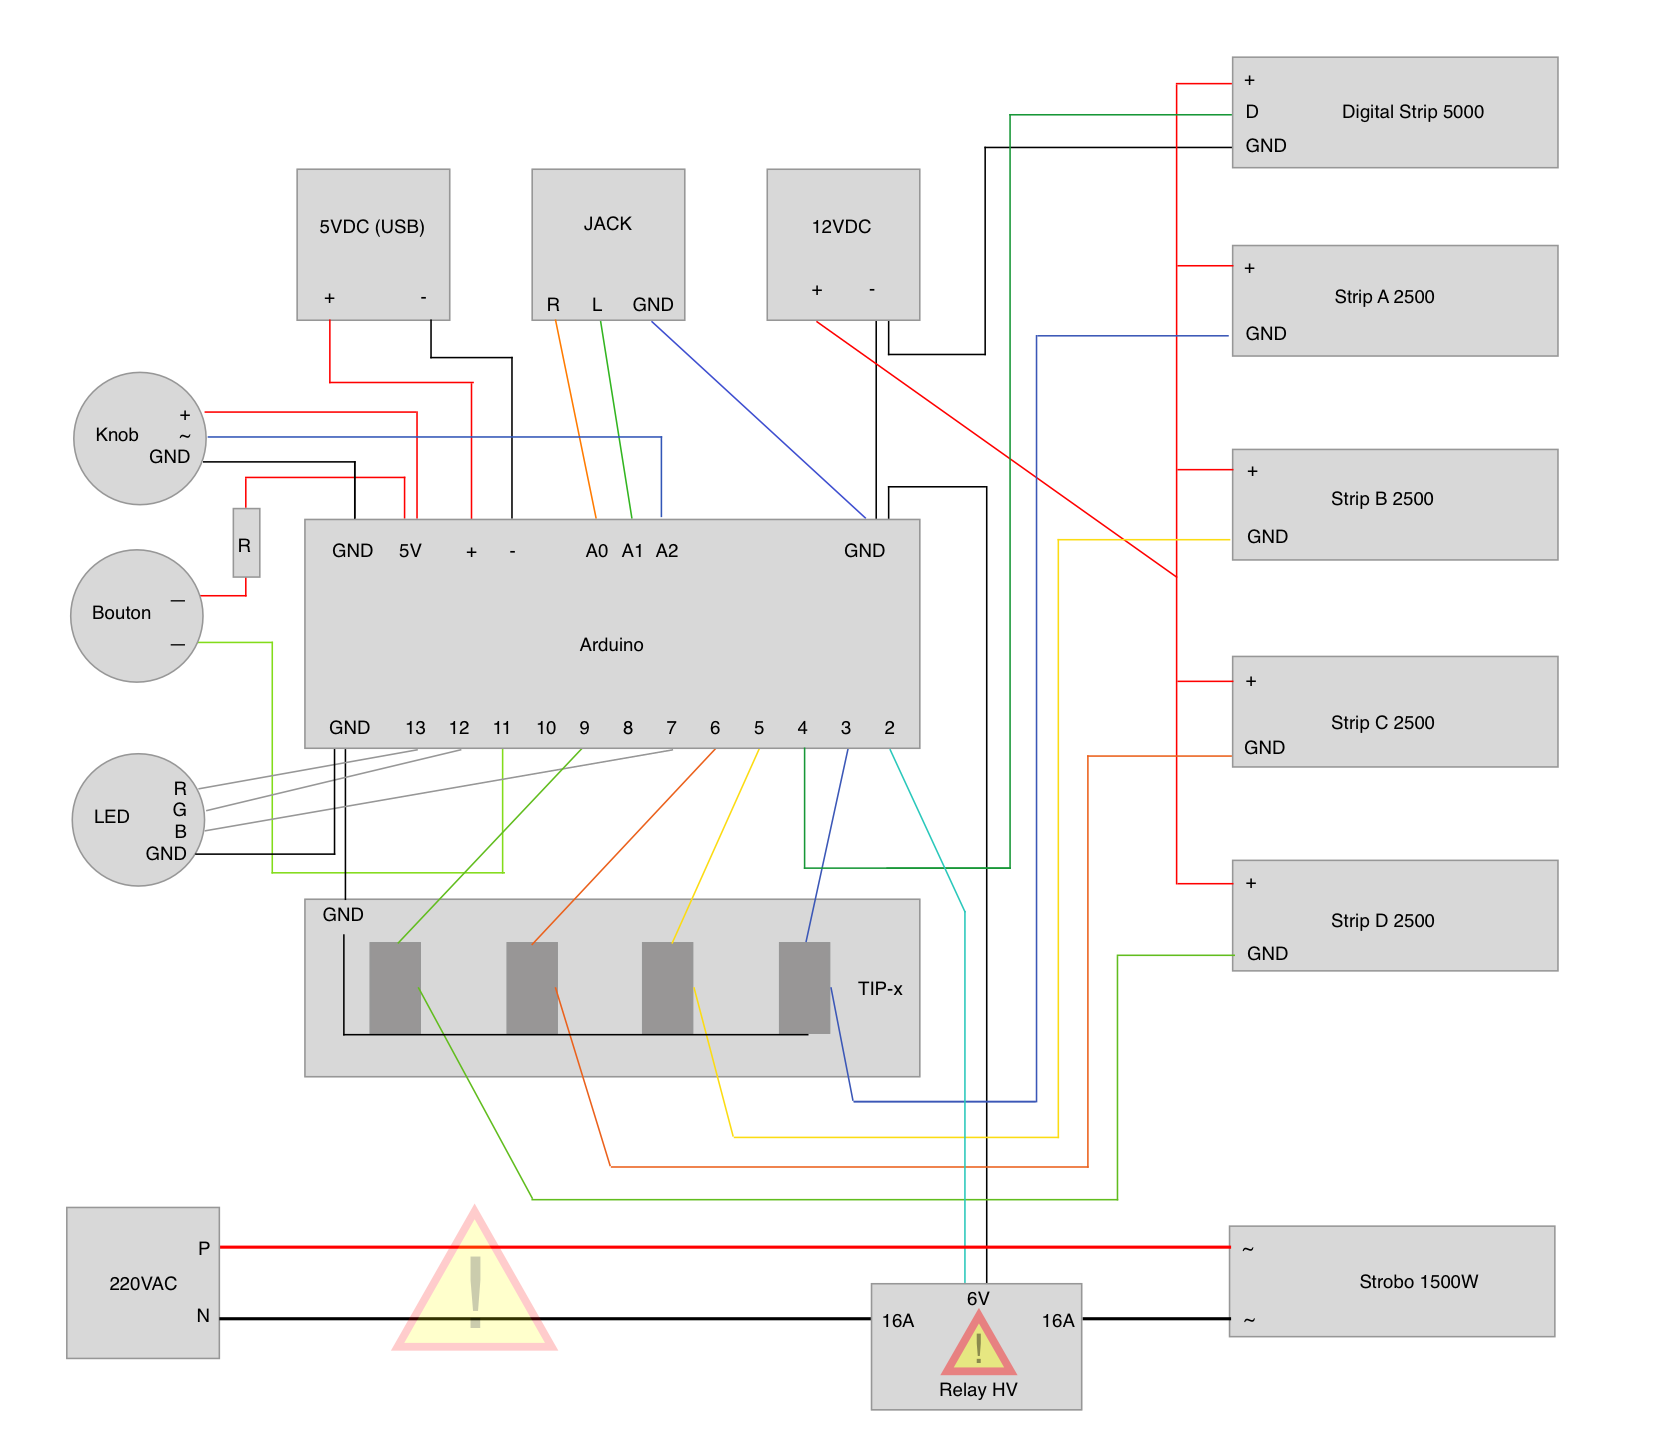 +
D
Digital Strip 5000
GND
5VDC (USB)
+ -
JACK
R L GND
12VDC
+ -
+
Strip A 2500
GND
Knob
+
~
GND
R
Bouton
—
—
GND 5V + - A0 A1 A2 GND
Arduino
GND 13 12 11 10 9 8 7 6 5 4 3 2
+
Strip B 2500
GND
+
Strip C 2500
GND
LED
R
G
B
GND
GND
TIP-x
+
Strip D 2500
GND
P
220VAC
N
!
6V
16A 16A
!
Relay HV
~
Strobo 1500W
~